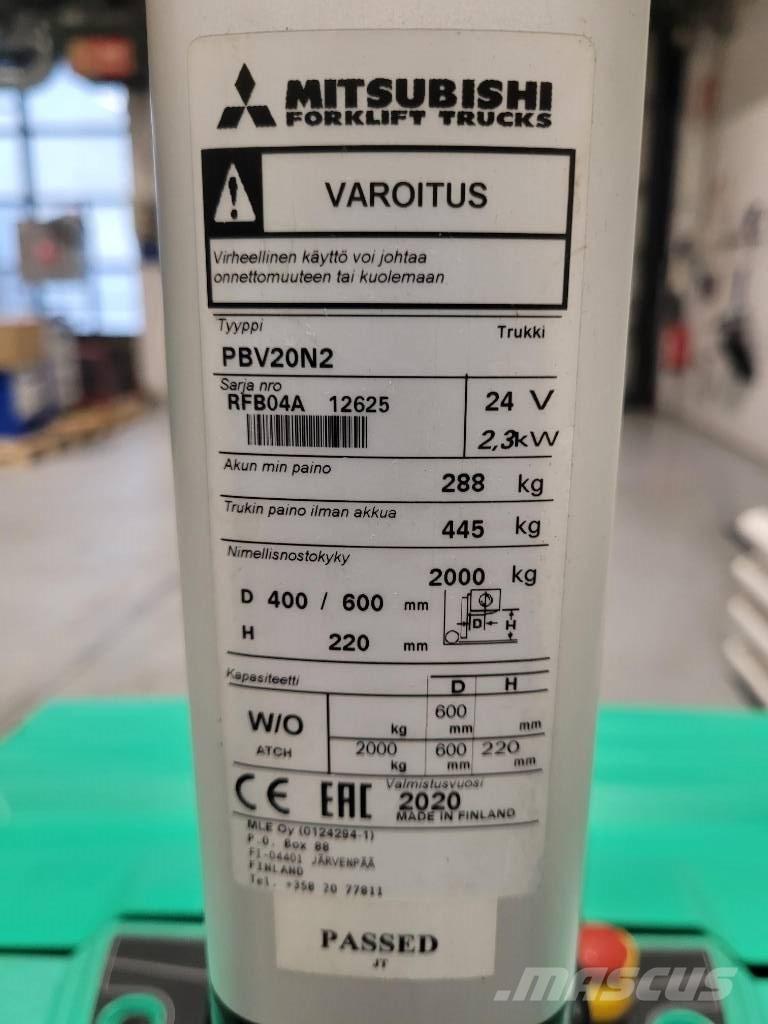 MITSUBISHI
FORKLIFT TRUCKS
VAROITUS
Virheellinen käyttö voi johtaa
onnettomuuteen tai kuolemaan
Tyyppi Trukki
PBV20N2
Sarja nro
RFB04A 12625
24 V
2,3kW
Akun min paino
288 kg
Trukin paino ilman akkua
445 kg
Nimellisnostokyky
2000 kg
D 400 / 600 mm
D H
H 220 mm
Kapasiteetti D H
W/O
ATCH
600
kg mm mm
2000 600 220
kg mm mm
CE EAC
Valmistusvuosi
2020
MADE IN FINLAND
MLE Oy (0124294-1)
P.O. Box 88
FI-04401 JÄRVENPÄÄ
FINLAND
Tel. +358 20 77811
PASSED
JT
MASCUS